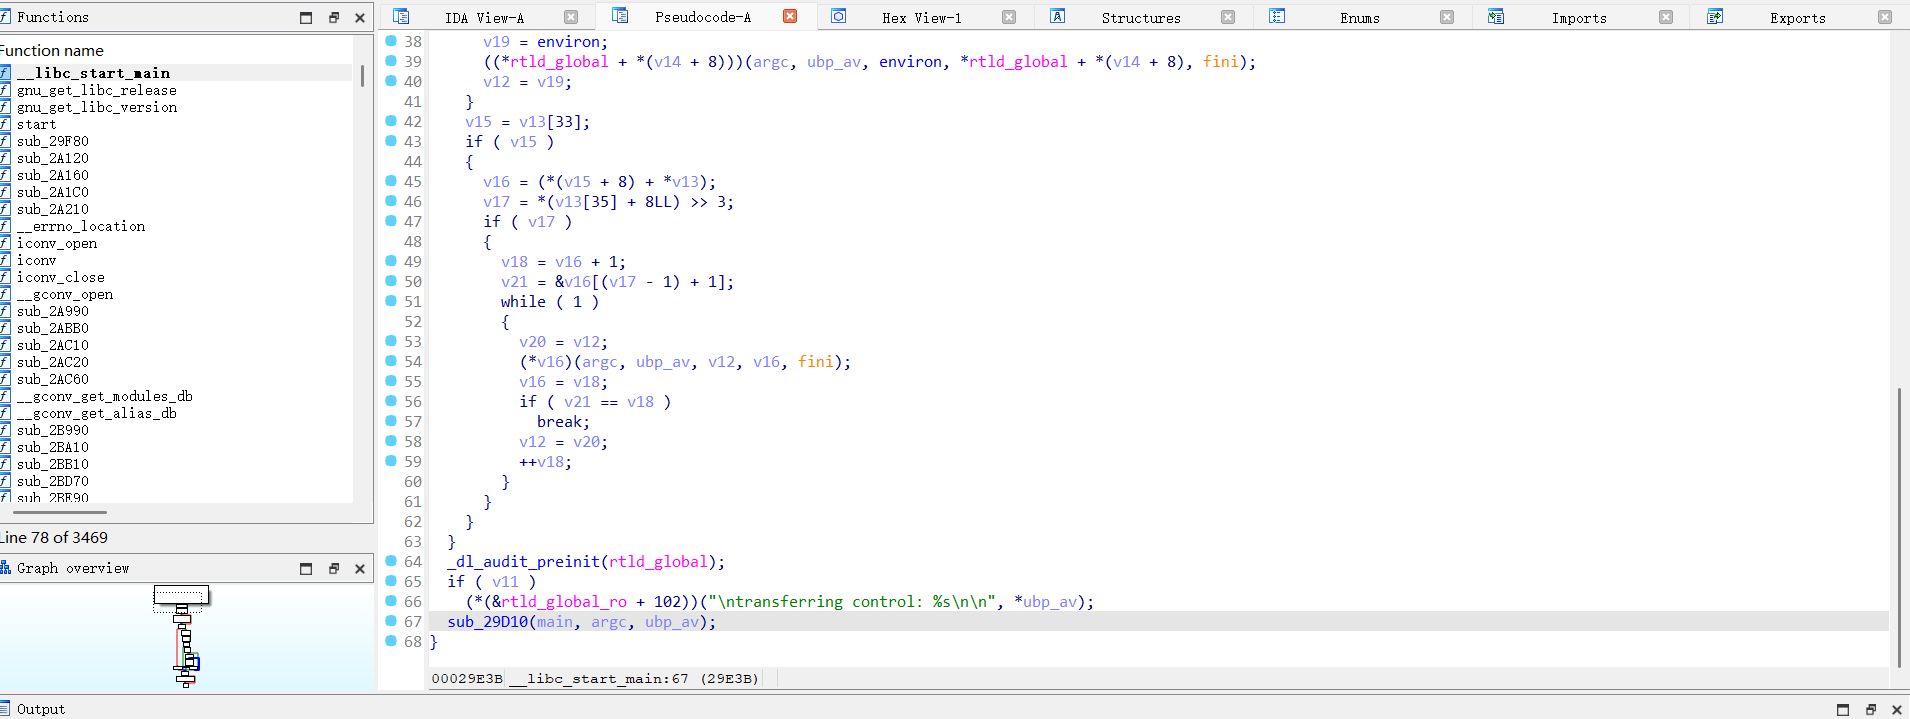 Functions
Function name
__libc_start_main
gnu_get_libc_release
gnu_get_libc_version
start
sub_29F80
sub_2A120
sub_2A160
sub_2A1C0
sub_2A210
__errno_location
iconv_open
iconv
iconv_close
__gconv_open
sub_2A990
sub_2ABB0
sub_2AC10
sub_2AC20
sub_2AC60
__gconv_get_modules_db
__gconv_get_alias_db
sub_2B990
sub_2BA10
sub_2BB10
sub_2BD70
sub_2BE90
Line 78 of 3469
Graph overview
IDA View-A
Pseudocode-A
Hex View-1
Structures
Enums
Imports
Exports
38 v19 = environ;
39 ((*rtld_global + *(v14 + 8)))(argc, ubp_av, environ, *rtld_global + *(v14 + 8), fini);
40 v12 = v19;
41 }
42 v15 = v13[33];
43 if ( v15 )
44 {
45 v16 = (*(v15 + 8) + *v13);
46 v17 = *(v13[35] + 8LL) >> 3;
47 if ( v17 )
48 {
49 v18 = v16 + 1;
50 v21 = &v16[(v17 - 1) + 1];
51 while ( 1 )
52 {
53 v20 = v12;
54 (*v16)(argc, ubp_av, v12, v16, fini);
55 v16 = v18;
56 if ( v21 == v18 )
57 break;
58 v12 = v20;
59 ++v18;
60 }
61 }
62 }
63 }
64 _dl_audit_preinit(rtld_global);
65 if ( v11 )
66 (*(&rtld_global_ro + 102))("\ntransferring control: %s\n\n", *ubp_av);
67 sub_29D10(main, argc, ubp_av);
68 }
00029E3B __libc_start_main:67 (29E3B)
Output